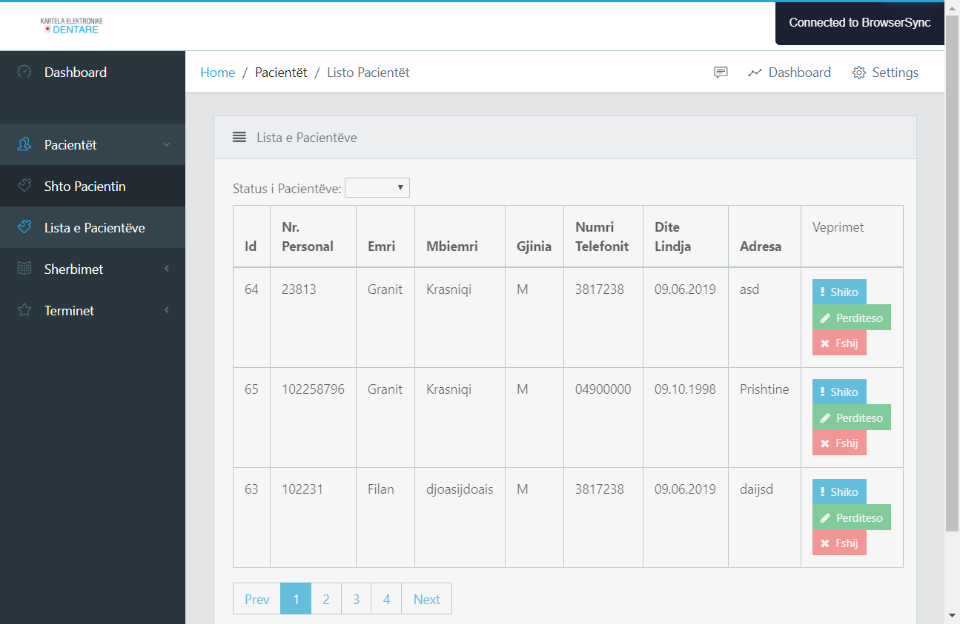 KARTELA ELEKTRONIKE
DENTARE
Connected to BrowserSync
Dashboard
Home / Pacientët / Listo Pacientët
Dashboard
Settings
Pacientët
Shto Pacientin
Lista e Pacientëve
Sherbimet
Terminet
Lista e Pacientëve
Status i Pacientëve:
Id Nr. Personal Emri Mbiemri Gjinia Numri Telefonit Dite Lindja Adresa Veprimet
64 23813 Granit Krasniqi M 3817238 09.06.2019 asd
Shiko
Perditeso
Fshij
65 102258796 Granit Krasniqi M 04900000 09.10.1998 Prishtine
Shiko
Perditeso
Fshij
63 102231 Filan djoasijdoais M 3817238 09.06.2019 daijsd
Shiko
Perditeso
Fshij
Prev 1 2 3 4 Next